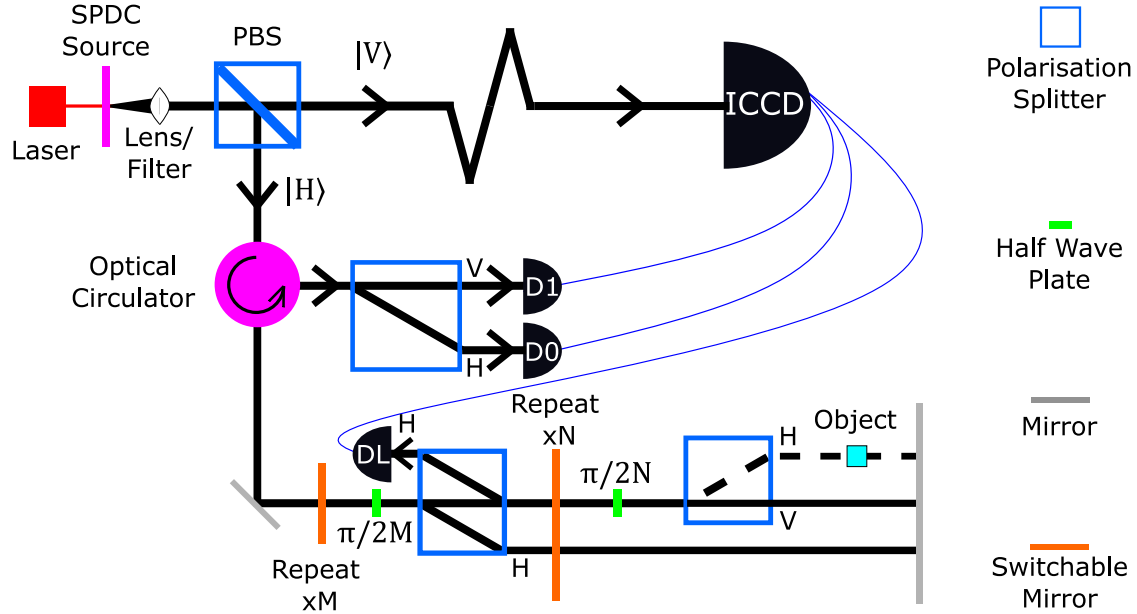 SPDC
Source
PBS
|V⟩
Polarisation
Splitter
ICCD
Laser
Lens/
Filter
|H⟩
Half Wave
Plate
Optical
Circulator
V
D1
D0
H
Repeat
xN
Object
H
DL
H
Mirror
π/2N
π/2M
V
H
Repeat
xM
Switchable
Mirror